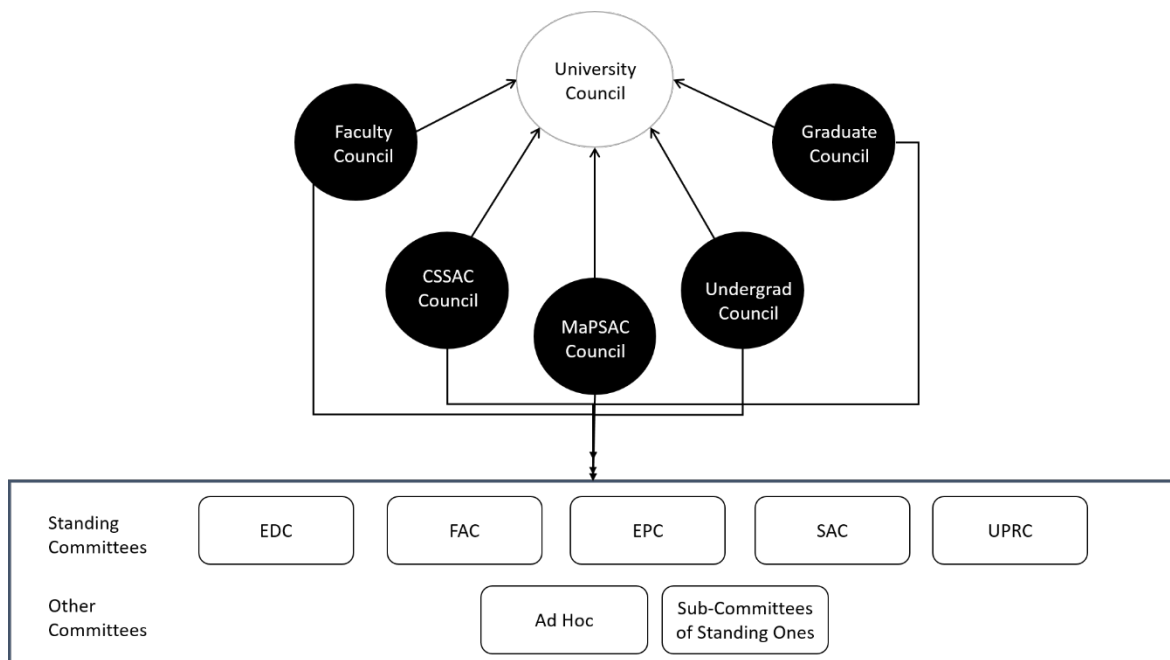 University
Council
Faculty
Council
Graduate
Council
CSSAC
Council
MaPSAC
Council
Undergrad
Council
Standing
Committees
EDC
FAC
EPC
SAC
UPRC
Other
Committees
Ad Hoc
Sub-Committees
of Standing Ones